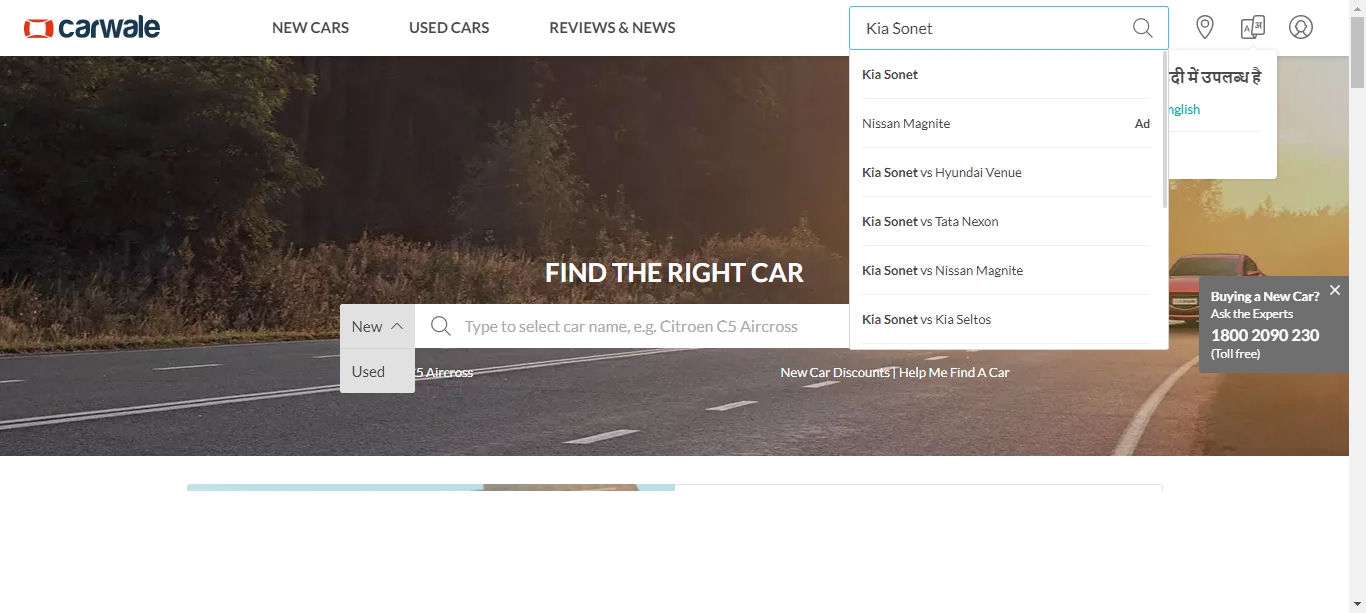 carwale
NEW CARS
USED CARS
REVIEWS & NEWS
Kia Sonet
A अ
Kia Sonet
Nissan Magnite Ad
Kia Sonet vs Hyundai Venue
Kia Sonet vs Tata Nexon
Kia Sonet vs Nissan Magnite
Kia Sonet vs Kia Seltos
दी में उपलब्ध है
nglish
FIND THE RIGHT CAR
New
Type to select car name, e.g. Citroen C5 Aircross
Used
5 Aircross
New Car Discounts | Help Me Find A Car
Buying a New Car?
Ask the Experts
1800 2090 230
(Toll free)